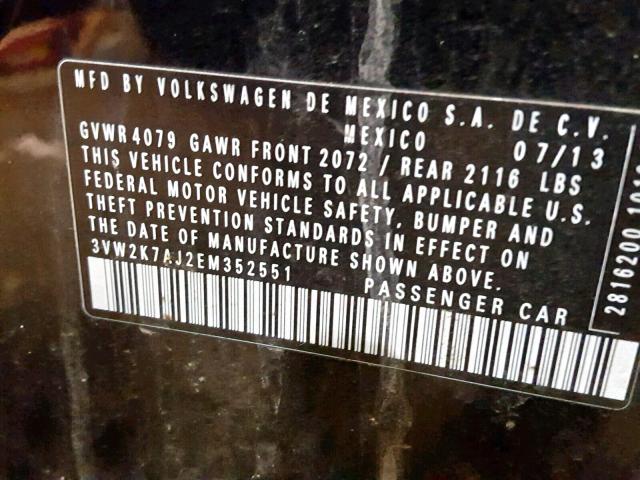 MFD BY VOLKSWAGEN DE MEXICO S.A. DE C.V.
MEXICO 07/13
GVWR 4079 GAWR FRONT 2072 / REAR 2116 LBS
THIS VEHICLE CONFORMS TO ALL APPLICABLE U.S.
FEDERAL MOTOR VEHICLE SAFETY, BUMPER AND
THEFT PREVENTION STANDARDS IN EFFECT ON
THE DATE OF MANUFACTURE SHOWN ABOVE.
3VW2K7AJ2EM352551 PASSENGER CAR
2816200